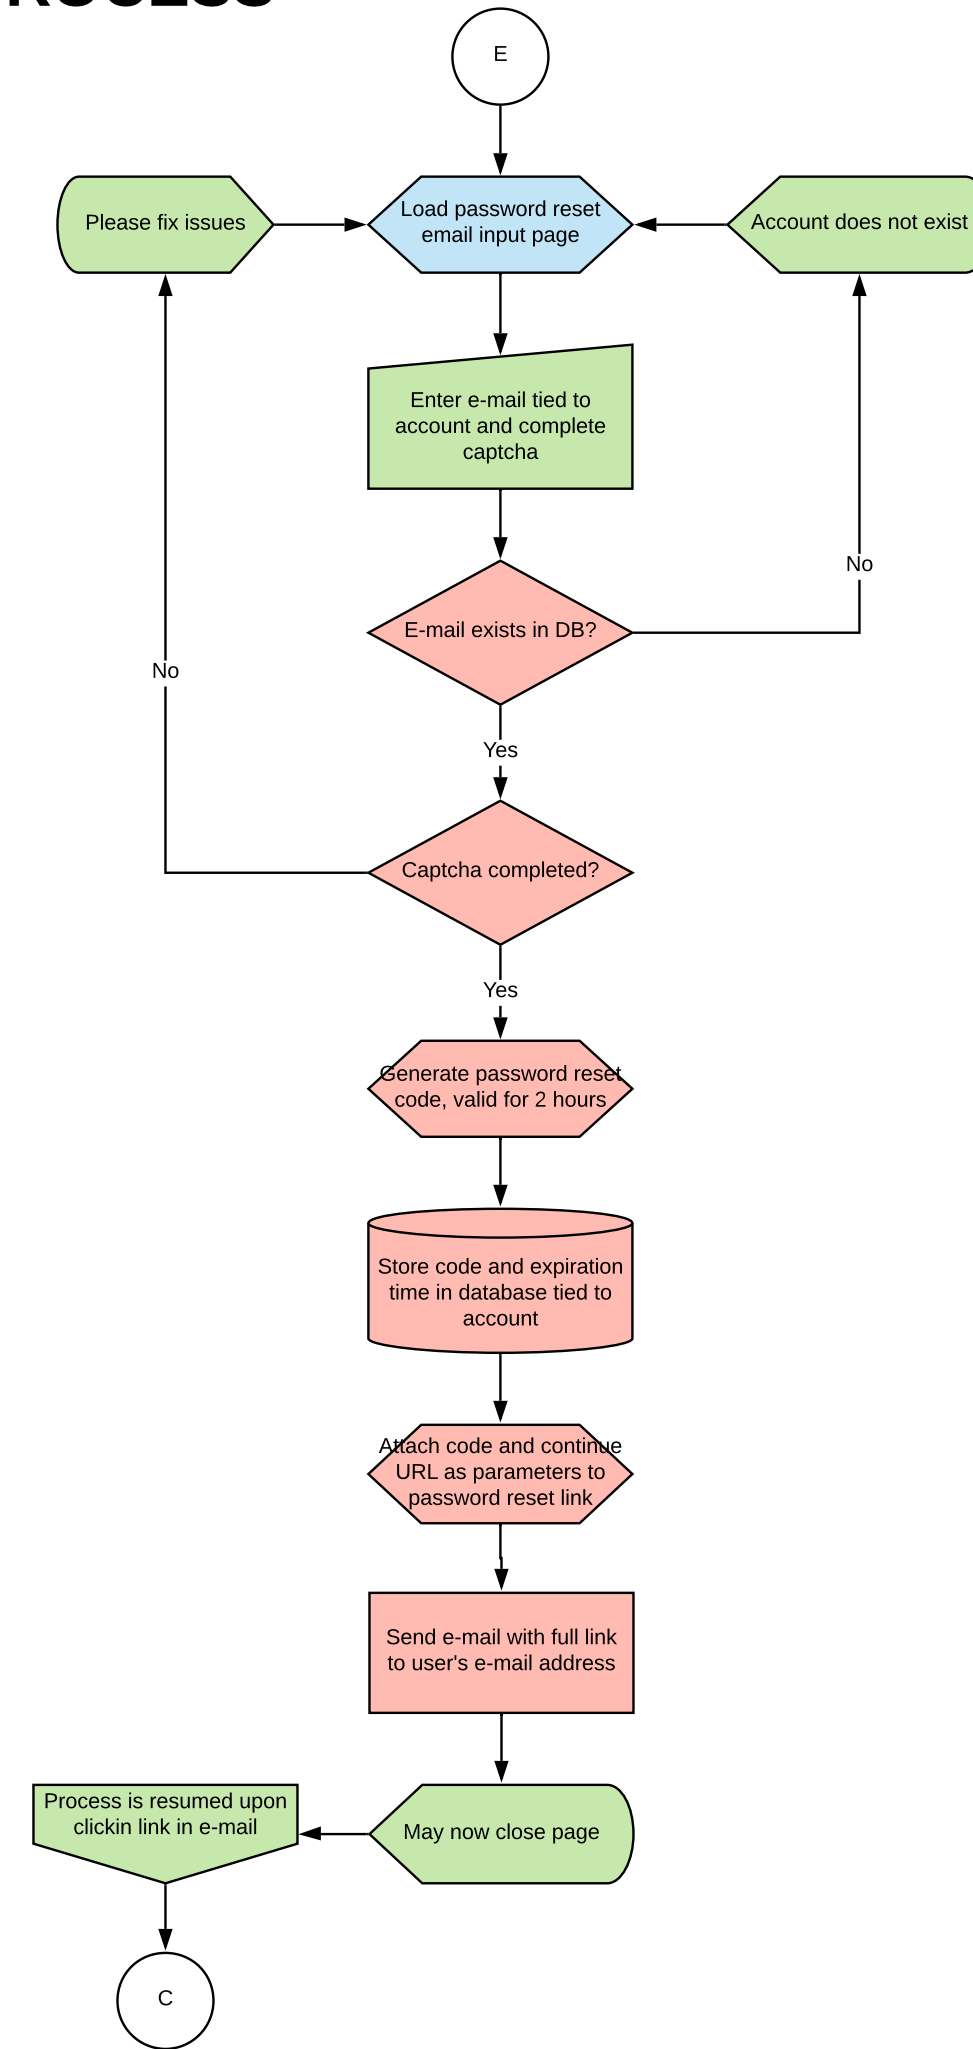 E
Please fix issues
Load password reset
email input page
Account does not exist
Enter e-mail tied to
account and complete
captcha
No
E-mail exists in DB?
No
Yes
Captcha completed?
Yes
Generate password reset
code, valid for 2 hours
Store code and expiration
time in database tied to
account
Attach code and continue
URL as parameters to
password reset link
Send e-mail with full link
to user's e-mail address
Process is resumed upon
clickin link in e-mail
May now close page
C